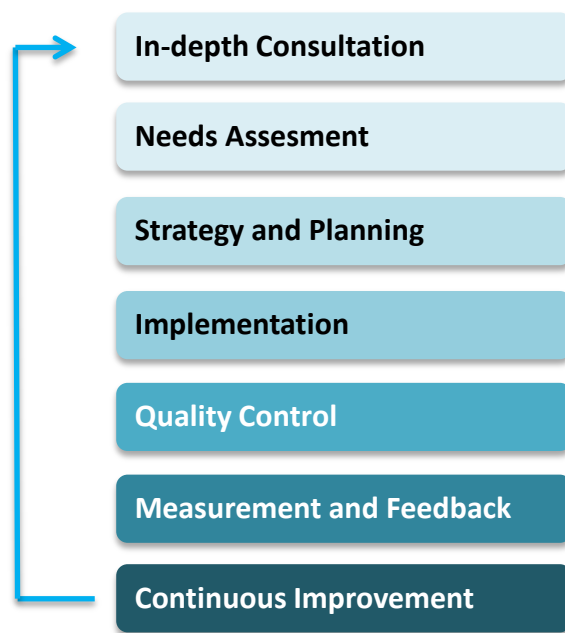 In-depth Consultation
Needs Assesment
Strategy and Planning
Implementation
Quality Control
Measurement and Feedback
Continuous Improvement